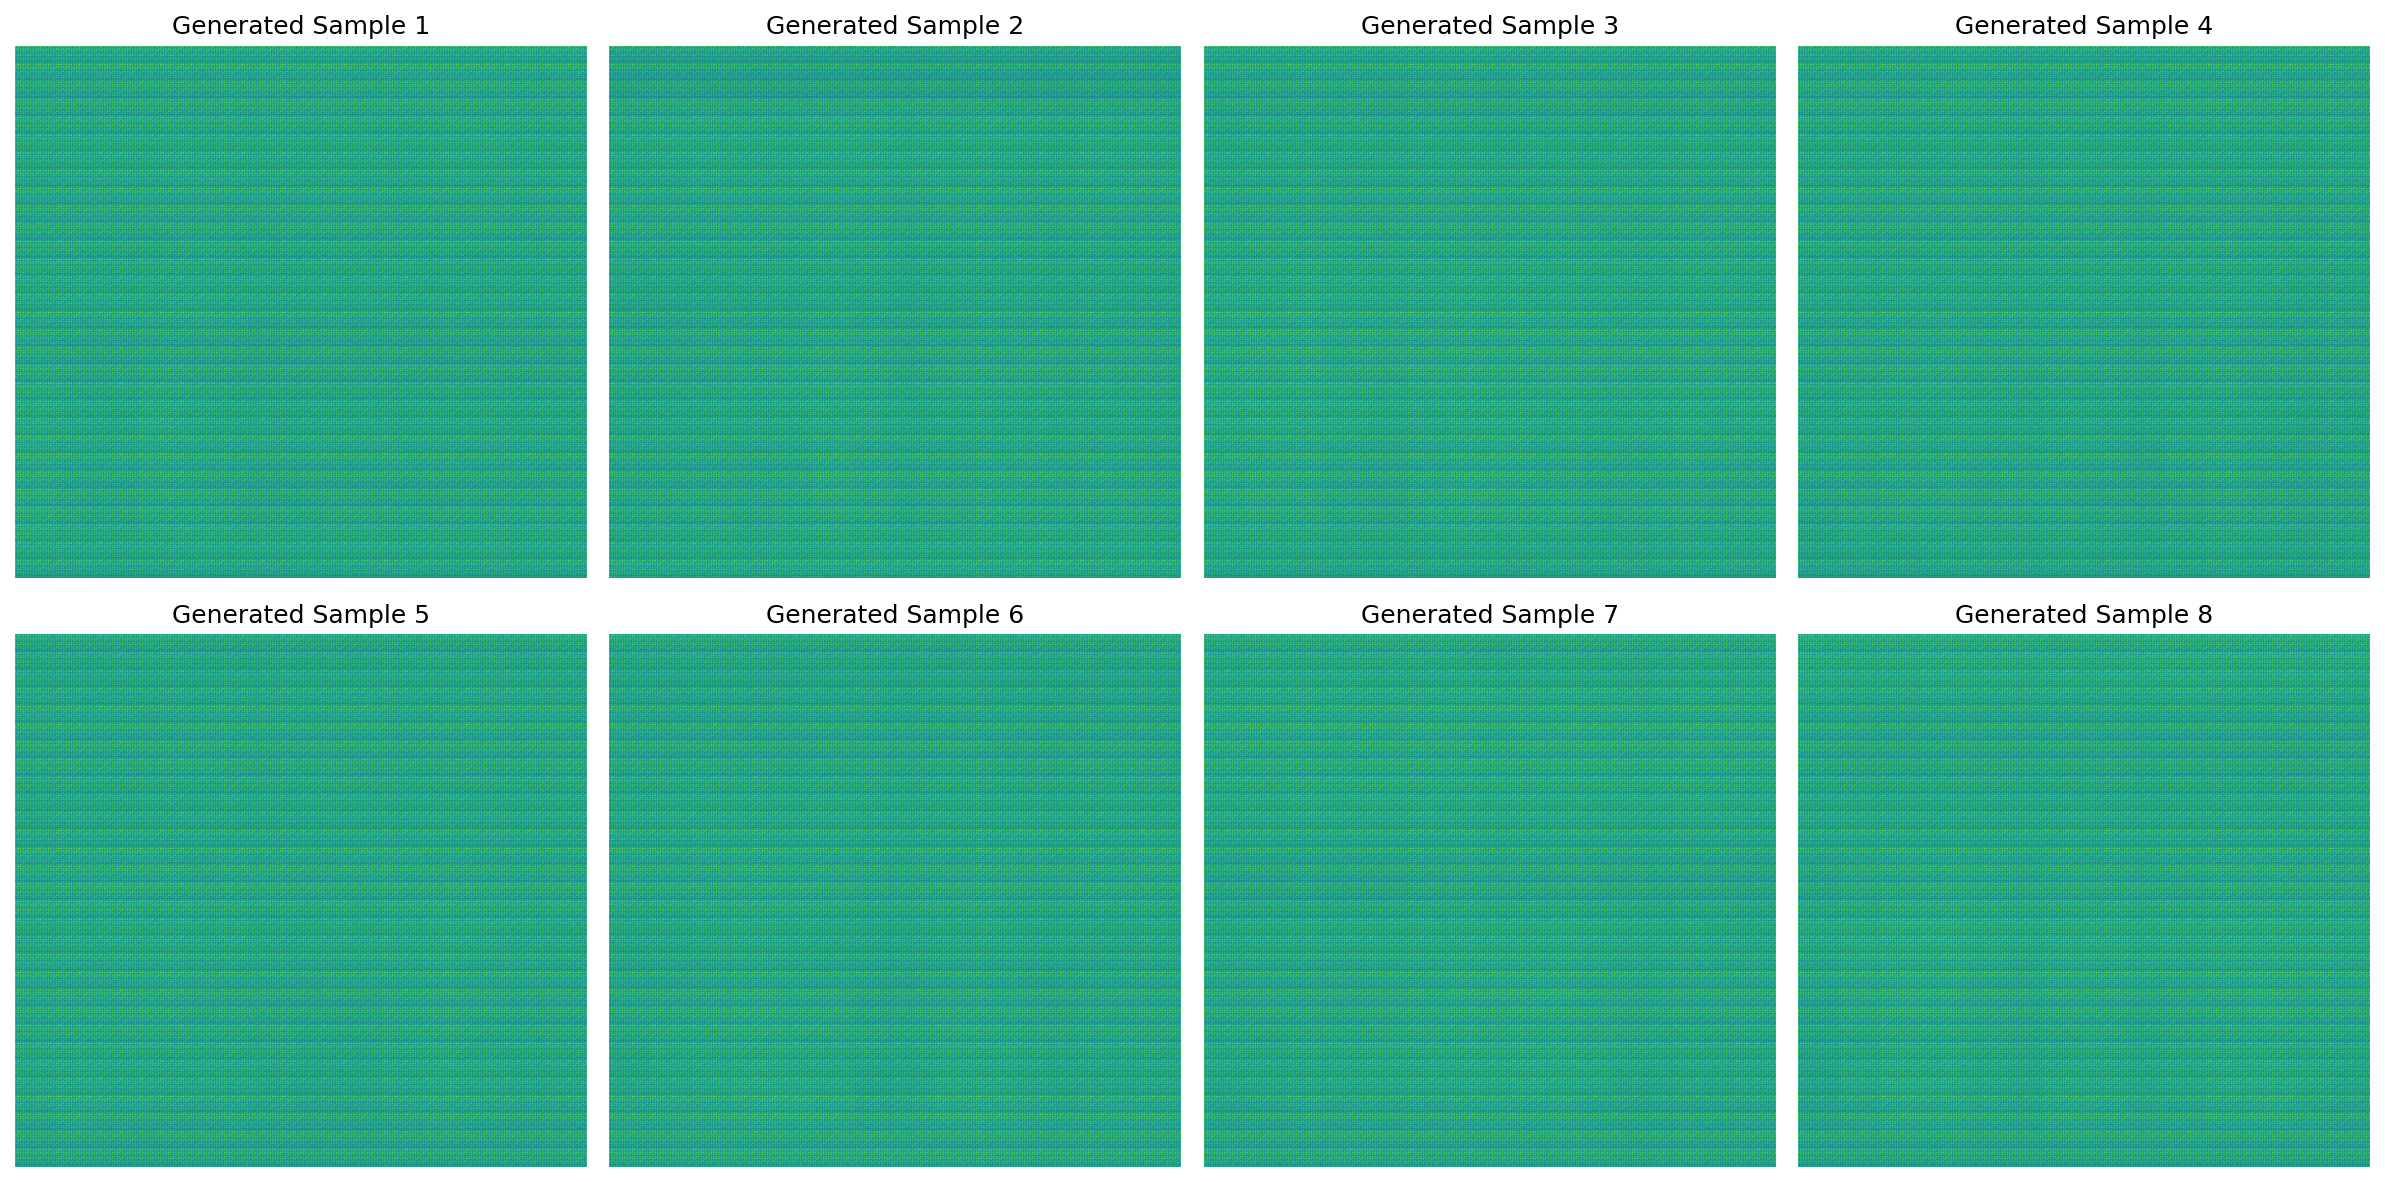 Generated Sample 1
Generated Sample 2
Generated Sample 3
Generated Sample 4
Generated Sample 5
Generated Sample 6
Generated Sample 7
Generated Sample 8